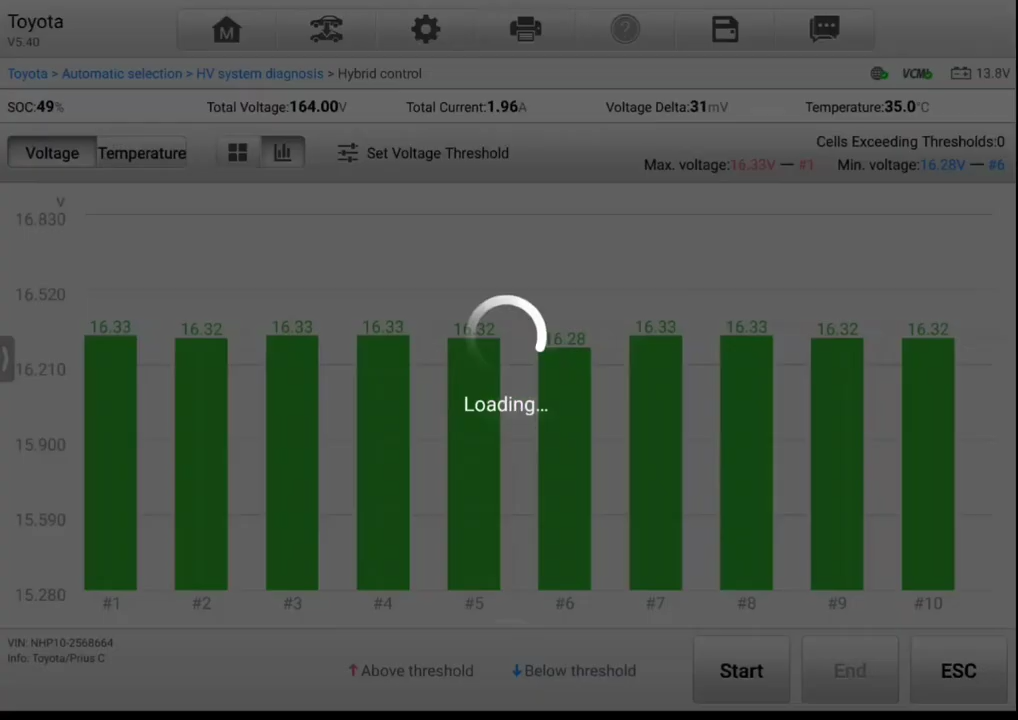 Toyota
V5.40
M
?
Toyota > Automatic selection > HV system diagnosis > Hybrid control
VCMI
13.8V
SOC:49%
Total Voltage:164.00V
Total Current:1.96A
Voltage Delta:31mV
Temperature:35.0°C
Voltage
Temperature
Set Voltage Threshold
Cells Exceeding Thresholds:0
Max. voltage:16.33V — #1
Min. voltage:16.28V — #6
V
16.830
16.520
16.210
15.900
15.590
15.280
16.33
16.32
16.33
16.33
16.32
16.28
16.33
16.33
16.32
16.32
Loading...
#1
#2
#3
#4
#5
#6
#7
#8
#9
#10
VIN: NHP10-2568664
Info: Toyota/Prius C
↑Above threshold
↓Below threshold
Start
End
ESC